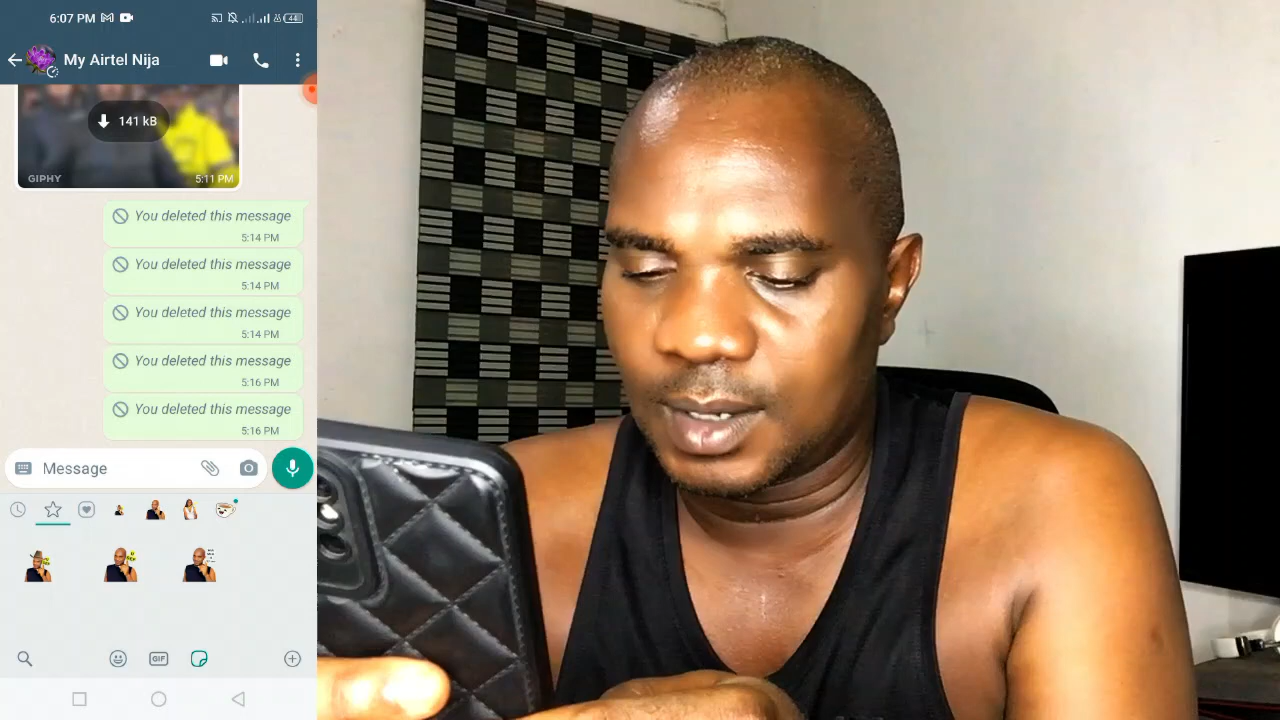 6:07 PM
44
My Airtel Nija
141 kB
GIPHY
5:11 PM
You deleted this message
5:14 PM
You deleted this message
5:14 PM
You deleted this message
5:14 PM
You deleted this message
5:16 PM
You deleted this message
5:16 PM
Message
GIF